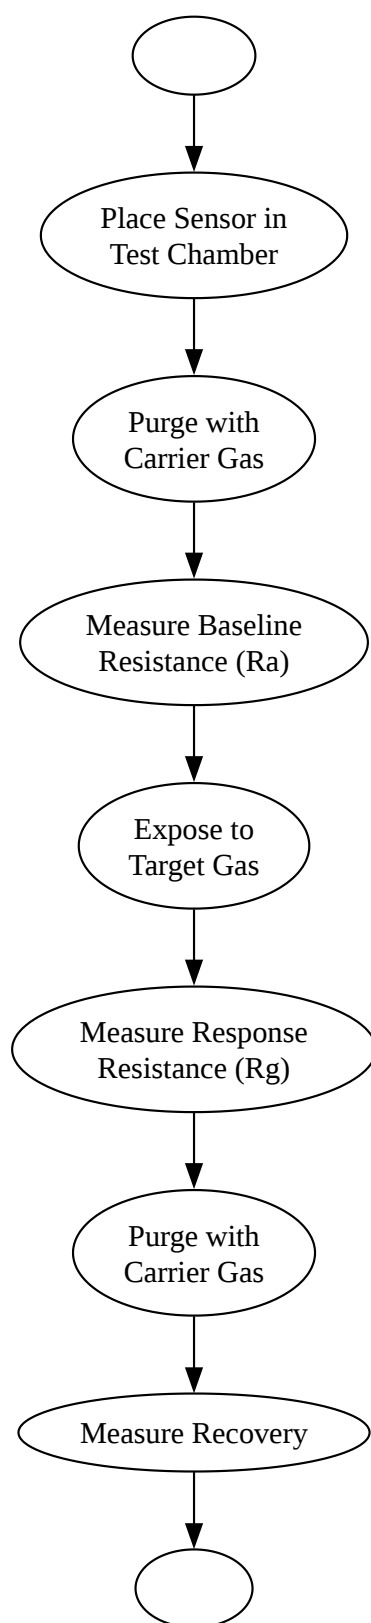 Place Sensor in
Test Chamber
Purge with
Carrier Gas
Measure Baseline
Resistance (Ra)
Expose to
Target Gas
Measure Response
Resistance (Rg)
Purge with
Carrier Gas
Measure Recovery